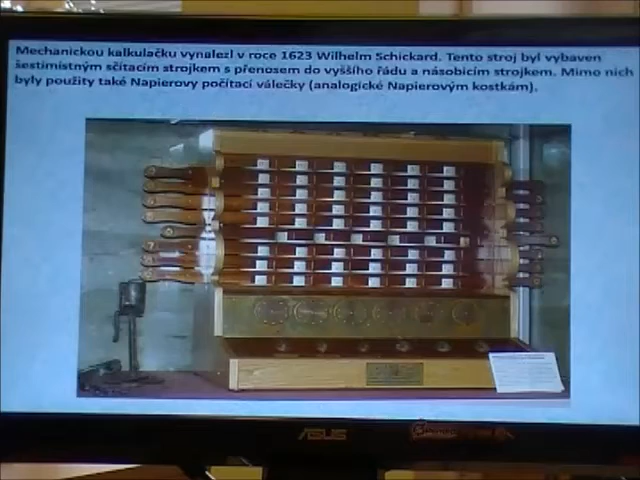 Mechanickou kalkulačku vynalezl v roce 1623 Wilhelm Schickard. Tento stroj byl vybaven
šestimístným sčítacím strojkem s přenosem do vyššího řádu a násobicím strojkem. Mimo nich
byly použity také Napierovy počítací válečky (analogické Napierovým kostkám).
ASUS